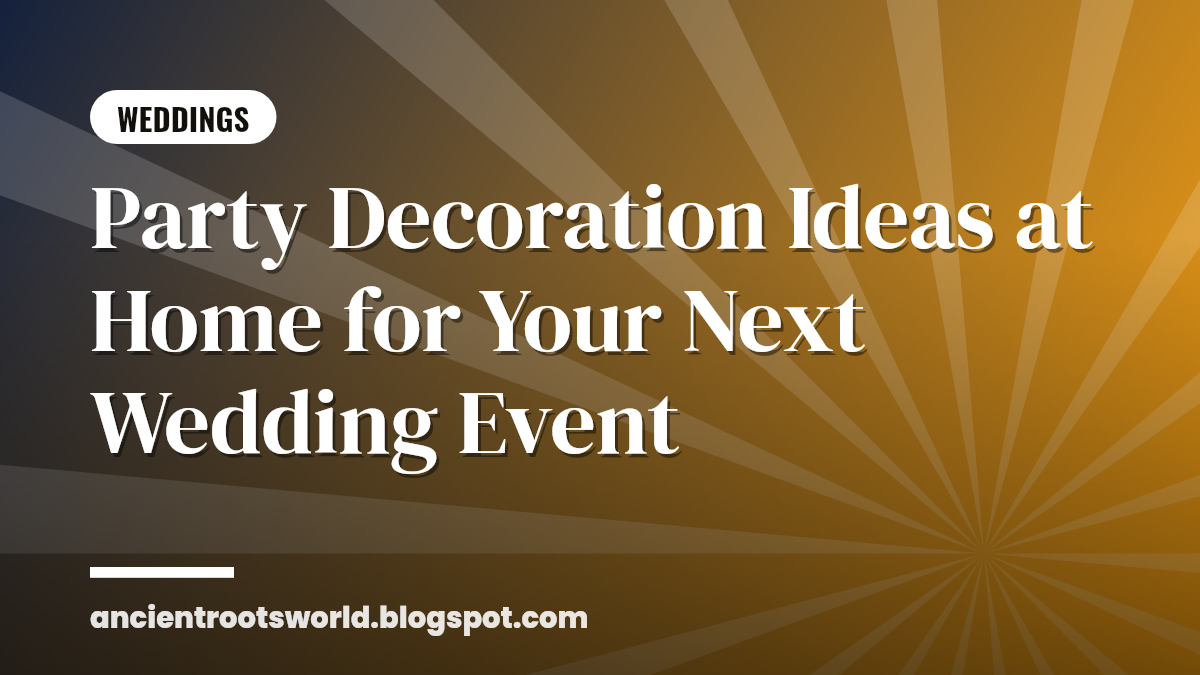 WEDDINGS
Party Decoration Ideas at
Home for Your Next
Wedding Event
ancientrootsworld.blogspot.com